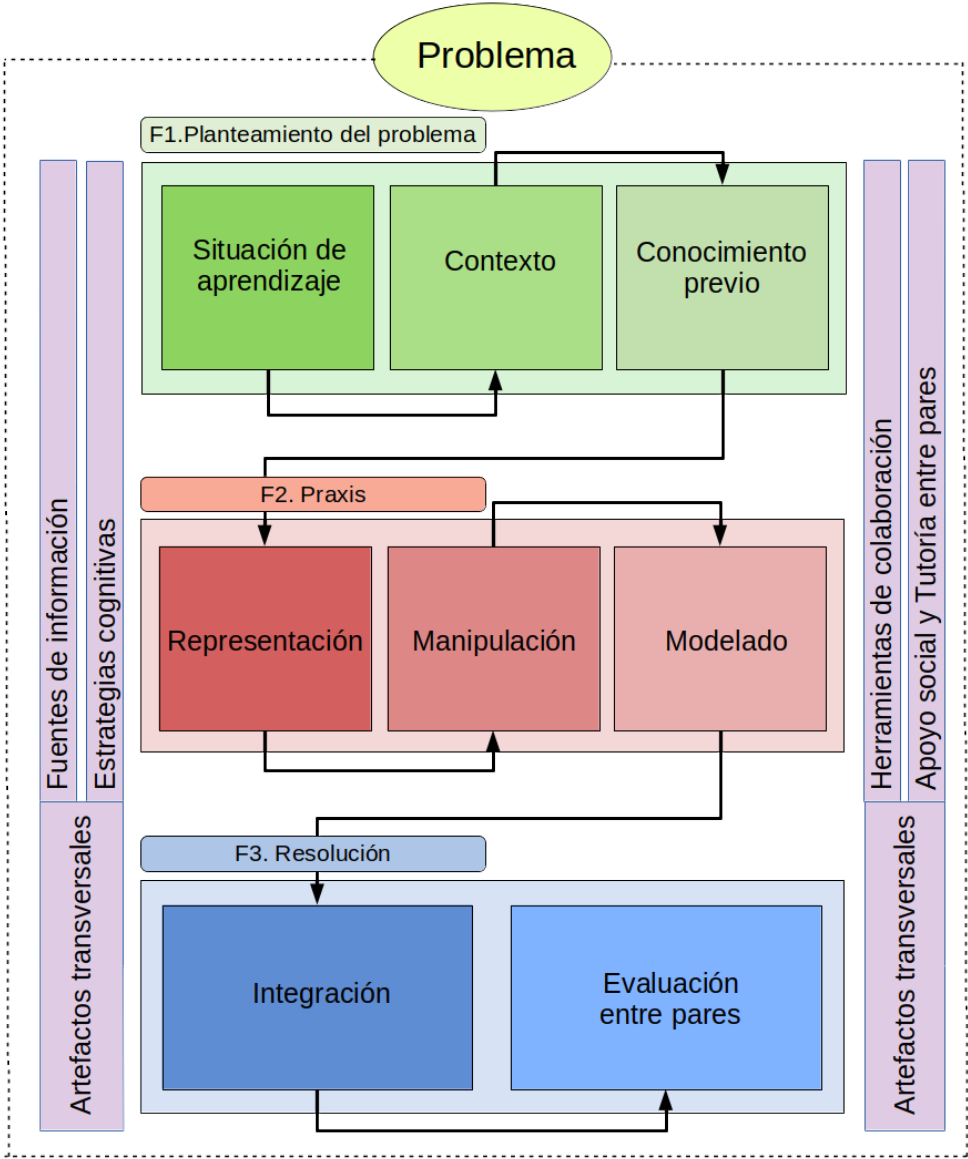 Problema
F1.Planteamiento del problema
Situación de
aprendizaje
Contexto
Conocimiento
previo
F2. Praxis
Representación
Manipulación
Modelado
F3. Resolución
Integración
Evaluación
entre pares
Fuentes de información
Estrategias cognitivas
Artefactos transversales
Herramientas de colaboración
Apoyo social y Tutoría entre pares
Artefactos transversales